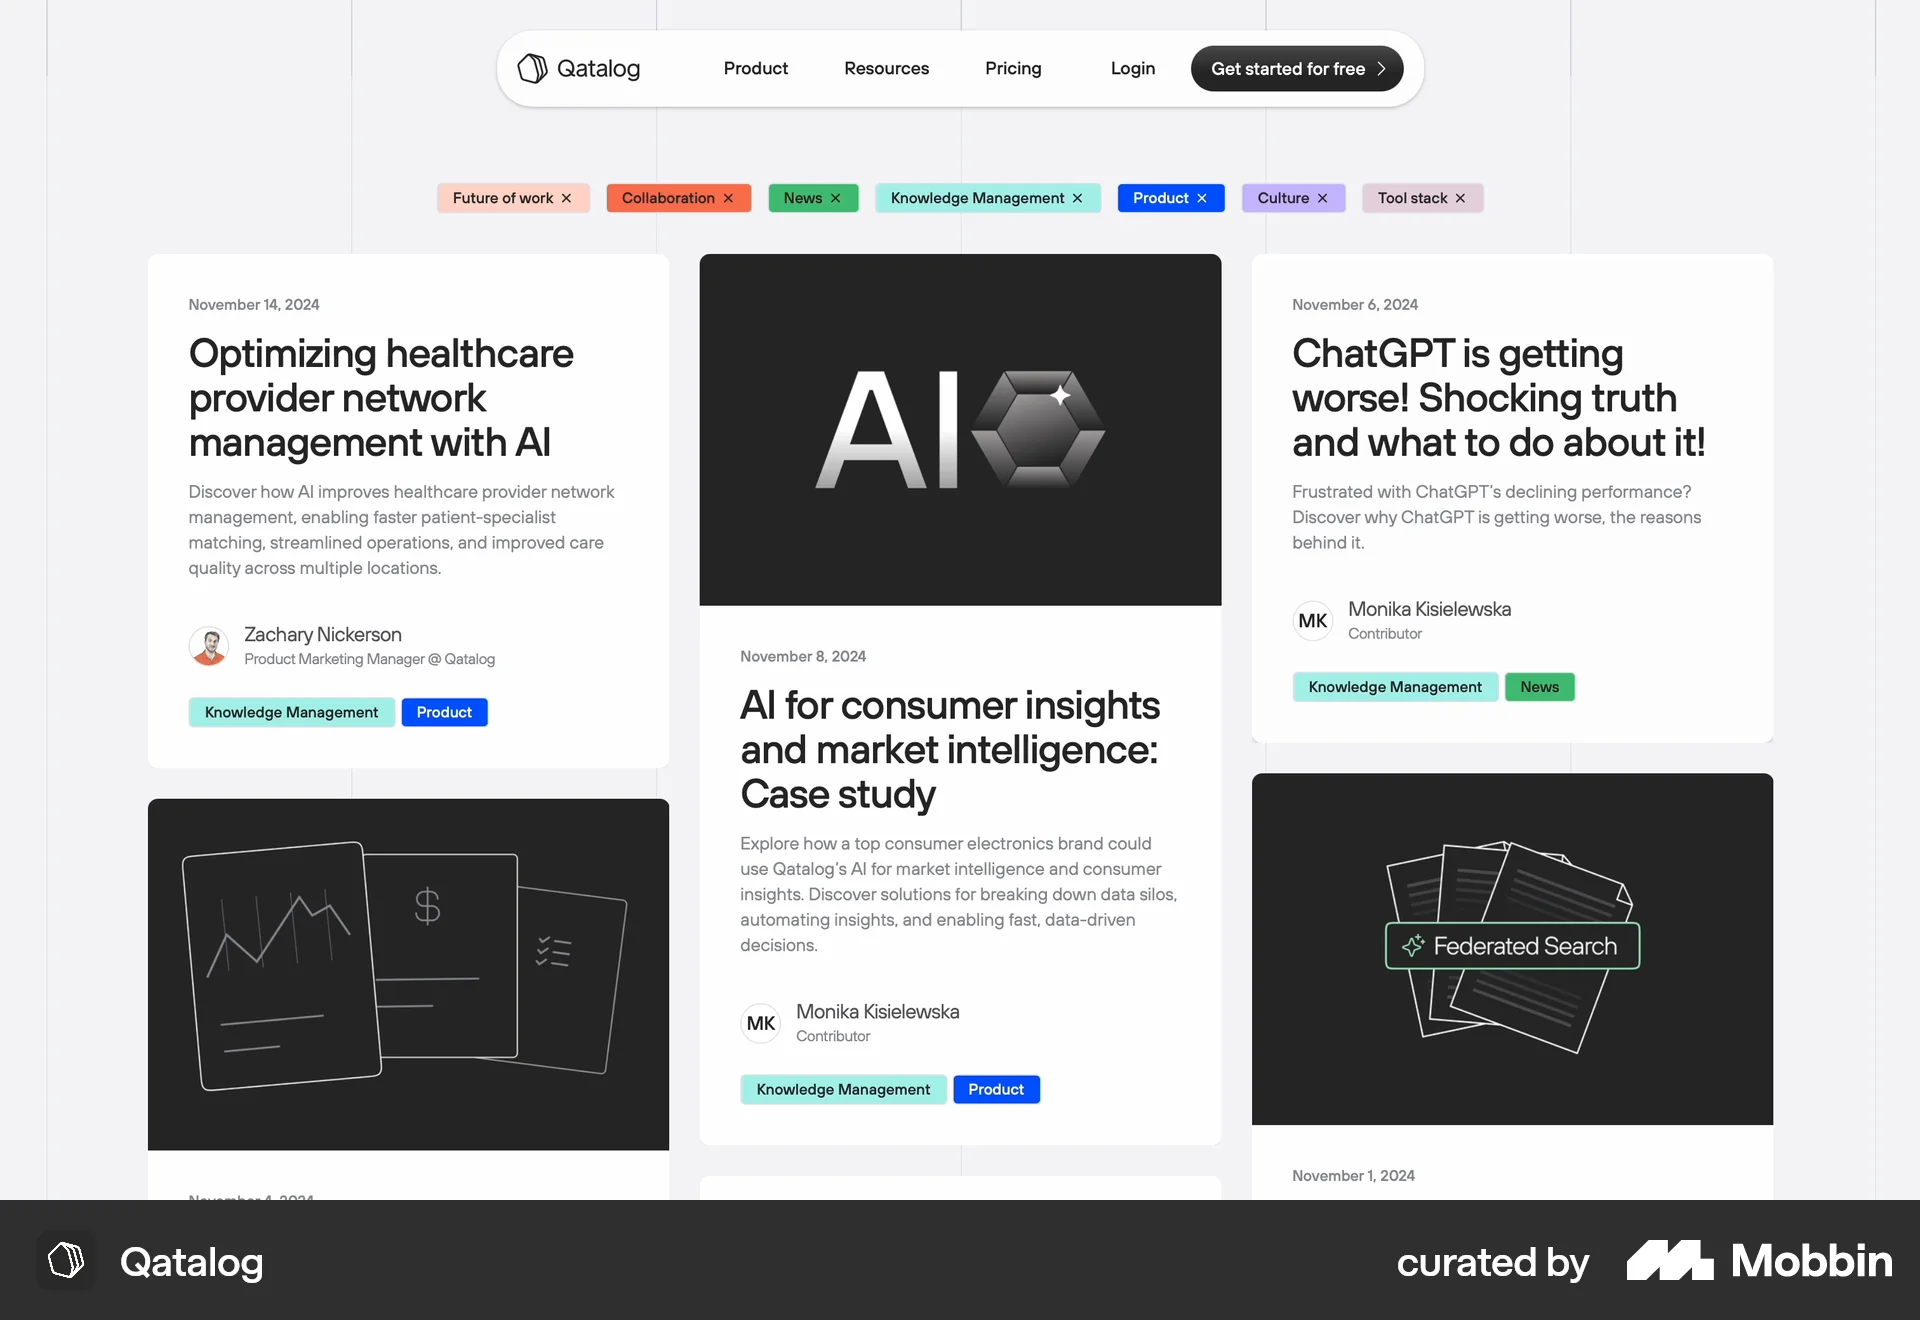 Qatalog
Product
Resources
Pricing
Login
Get started for free
Future of work ×
Collaboration ×
News ×
Knowledge Management ×
Product ×
Culture ×
Tool stack ×
November 14, 2024
Optimizing healthcare
provider network
management with AI
Discover how AI improves healthcare provider network
management, enabling faster patient-specialist
matching, streamlined operations, and improved care
quality across multiple locations.
Zachary Nickerson
Product Marketing Manager @ Qatalog
Knowledge Management
Product
$
November 4, 2024
AI
November 8, 2024
AI for consumer insights
and market intelligence:
Case study
Explore how a top consumer electronics brand could
use Qatalog's AI for market intelligence and consumer
insights. Discover solutions for breaking down data silos,
automating insights, and enabling fast, data-driven
decisions.
MK
Monika Kisielewska
Contributor
Knowledge Management
Product
November 6, 2024
ChatGPT is getting
worse! Shocking truth
and what to do about it!
Frustrated with ChatGPT's declining performance?
Discover why ChatGPT is getting worse, the reasons
behind it.
MK
Monika Kisielewska
Contributor
Knowledge Management
News
Federated Search
November 1, 2024
Qatalog
curated by
Mobbin